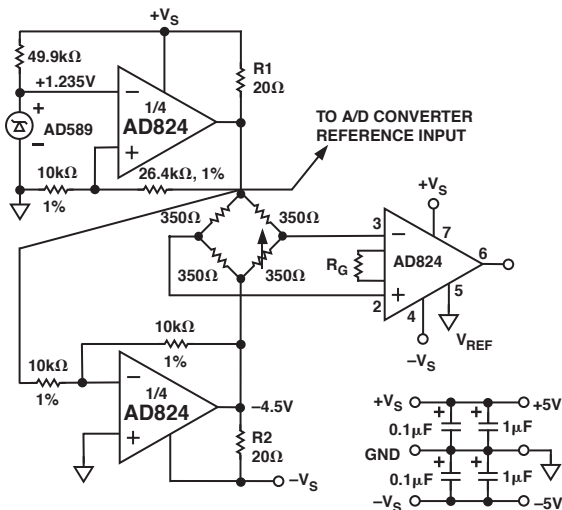 +VS
49.9kΩ
+1.235V
R1
20Ω
−
1/4
AD824
+
+
AD589
−
TO A/D CONVERTER
REFERENCE INPUT
10kΩ
1%
26.4kΩ, 1%
350Ω
350Ω
350Ω
350Ω
+VS
3
−
7
RG
AD824
6
2
+
4
5
−VS
VREF
10kΩ
1%
10kΩ
1%
−
1/4
AD824
+
−4.5V
R2
20Ω
−VS
+VS
+5V
+
+
0.1μF
1μF
GND
+
+
0.1μF
1μF
−VS
−5V